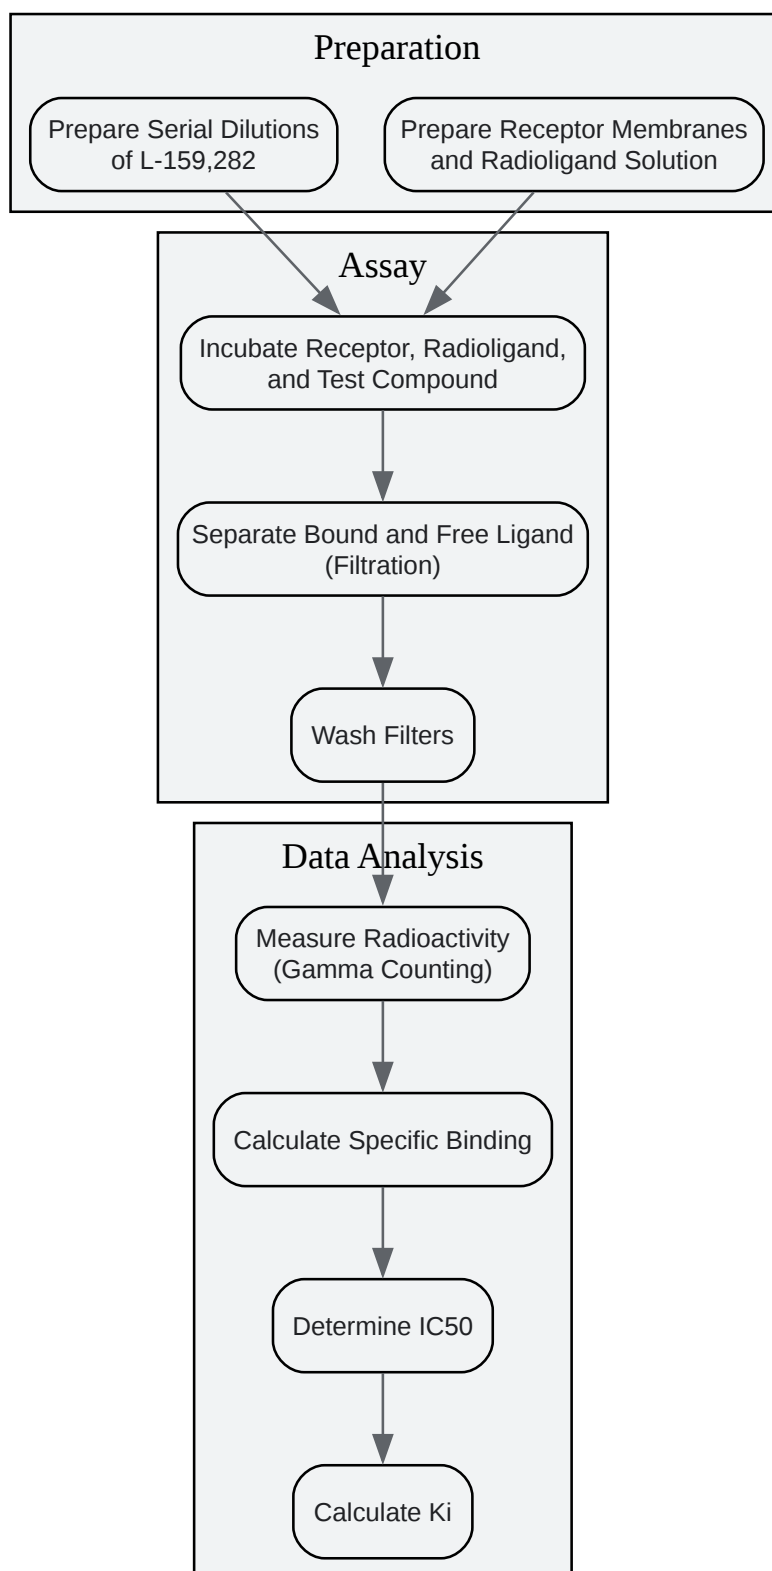 Preparation
Prepare Serial Dilutions
of L-159,282
Prepare Receptor Membranes
and Radioligand Solution
Assay
Incubate Receptor, Radioligand,
and Test Compound
Separate Bound and Free Ligand
(Filtration)
Wash Filters
Data Analysis
Measure Radioactivity
(Gamma Counting)
Calculate Specific Binding
Determine IC50
Calculate Ki